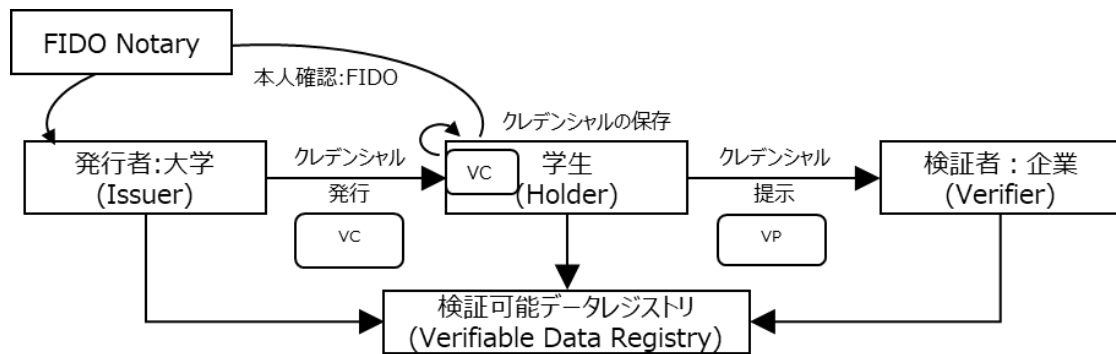 FIDO Notary
本人確認:FIDO
クレデンシャルの保存
発行者:大学
(Issuer)
クレデンシャル
発行
VC
VC
学生
(Holder)
クレデンシャル
提示
VP
検証者：企業
(Verifier)
検証可能データレジストリ
(Verifiable Data Registry)